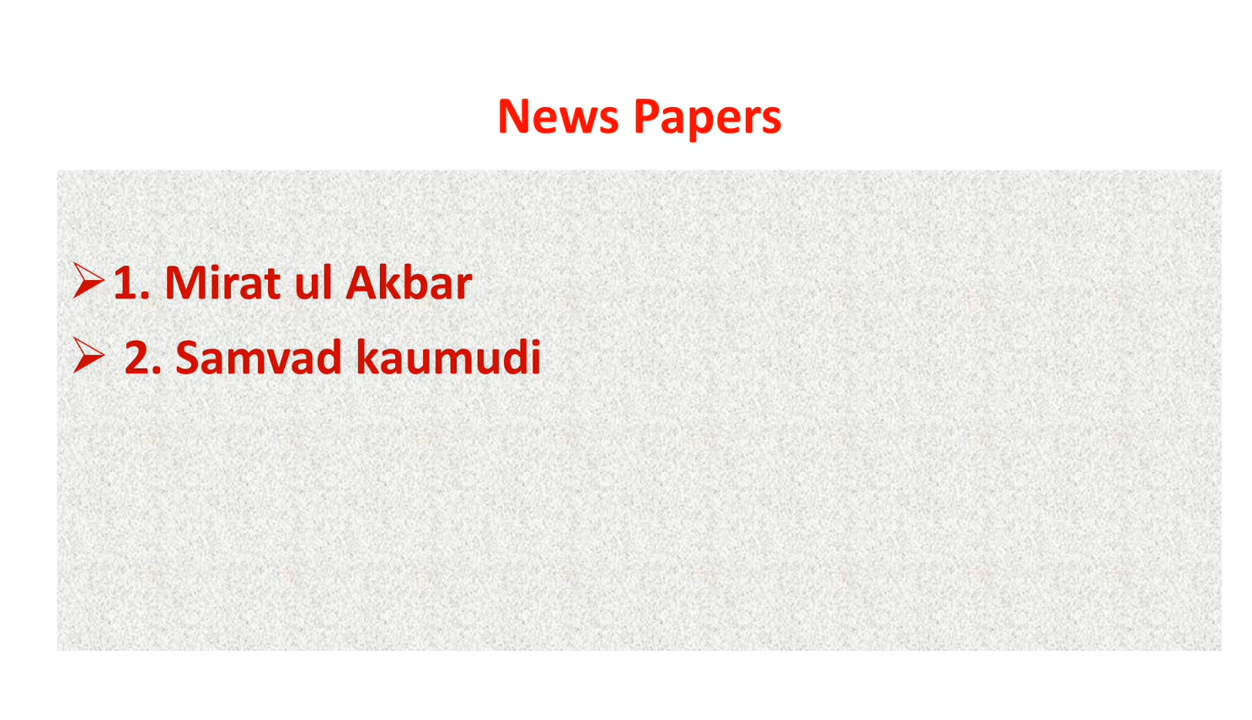 News Papers
➢1. Mirat ul Akbar
➢ 2. Samvad kaumudi